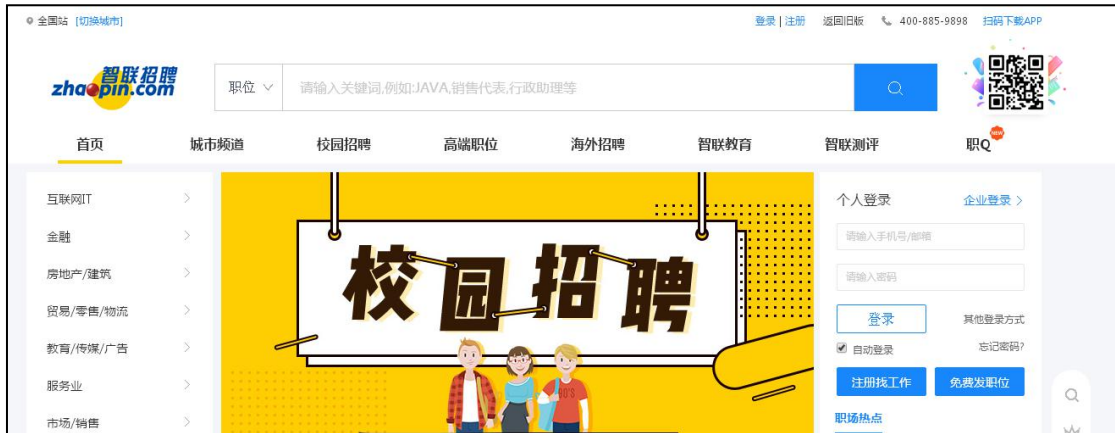 全国站 [切换城市]
登录 | 注册 返回旧版 400-885-9898 扫码下载APP
智联招聘
zhaopin.com
职位
请输入关键词,例如:JAVA,销售代表,行政助理等
首页 城市频道 校园招聘 高端职位 海外招聘 智联教育 智联测评 职Q NEW
互联网IT
金融
房地产/建筑
贸易/零售/物流
教育/传媒/广告
服务业
市场/销售
校园招聘
个人登录 企业登录
请输入手机号/邮箱
请输入密码
登录 其他登录方式
自动登录 忘记密码?
注册找工作 免费发职位
职场热点